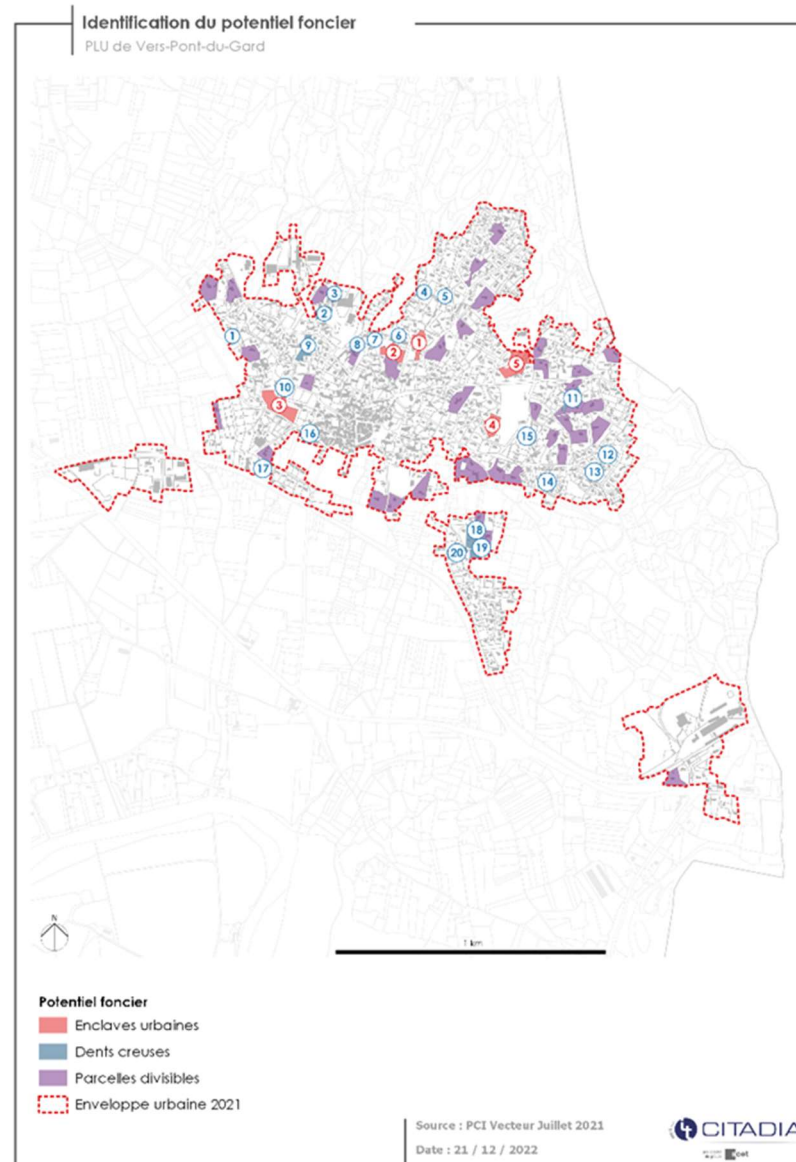 Identification du potentiel foncier
PLU de Vers-Pont-du-Gard
4
5
3
2
1
6
7
8
9
1
2
5
10
3
11
4
15
16
12
17
13
14
18
20
19
N
1 km
Potentiel foncier
Enclaves urbaines
Dents creuses
Parcelles divisibles
Enveloppe urbaine 2021
Source : PCI Vecteur Juillet 2021
Date : 21 / 12 / 2022
CITADIA